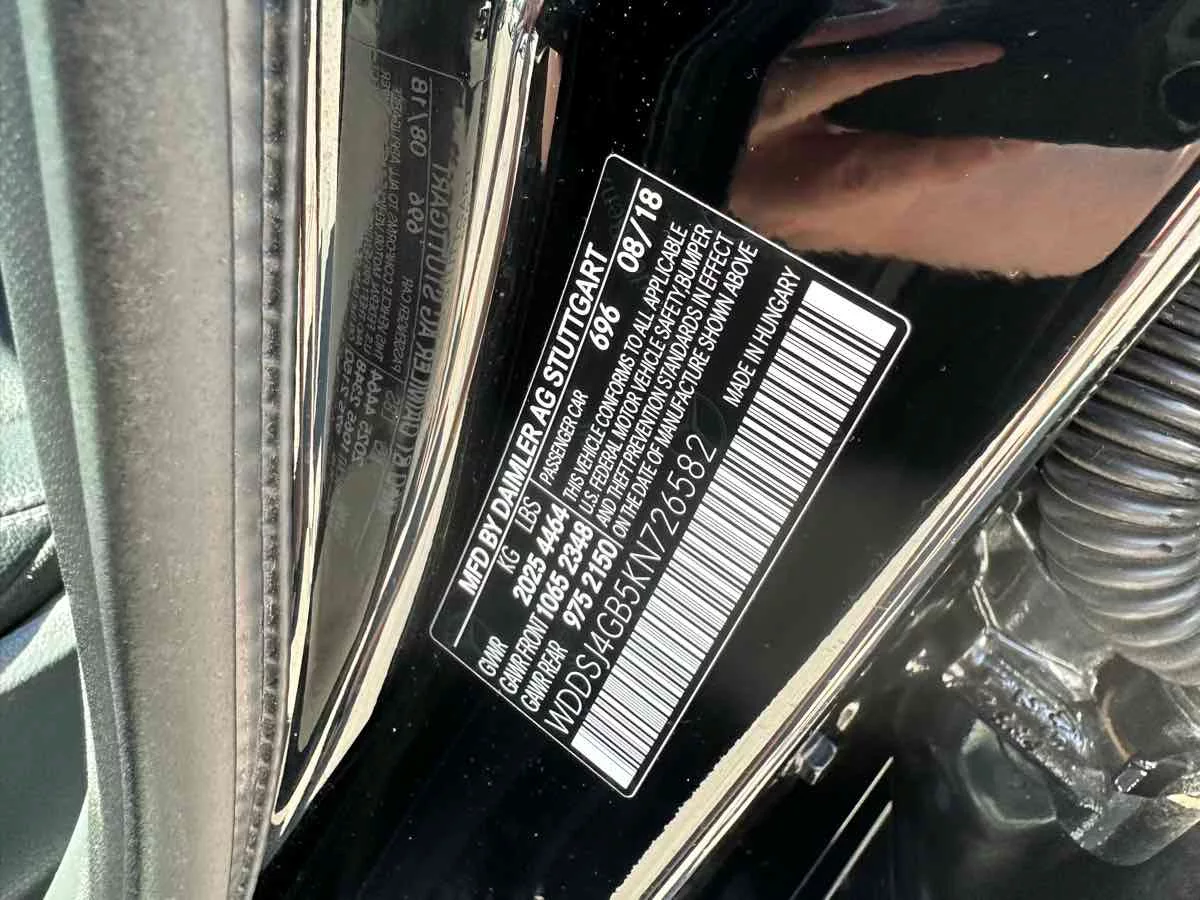 MFD BY DAIMLER AG STUTTGART
KG LBS 696 08/18
GVWR 2025 4464
GAWR FRONT 1065 2348
GAWR REAR 975 2150
PASSENGER CAR
THIS VEHICLE CONFORMS TO ALL APPLICABLE
U.S. FEDERAL MOTOR VEHICLE SAFETY, BUMPER
AND THEFT PREVENTION STANDARDS IN EFFECT
ON THE DATE OF MANUFACTURE SHOWN ABOVE
WDDSJ4GB5KN726582
MADE IN HUNGARY